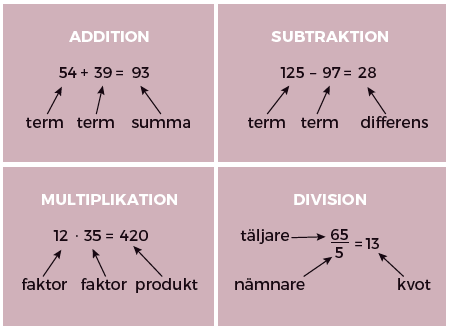 ADDITION
54 + 39 = 93
term term summa
SUBTRAKTION
125 – 97 = 28
term term differens
MULTIPLIKATION
12 · 35 = 420
faktor faktor produkt
DIVISION
täljare 65
5 = 13
nämnare kvot